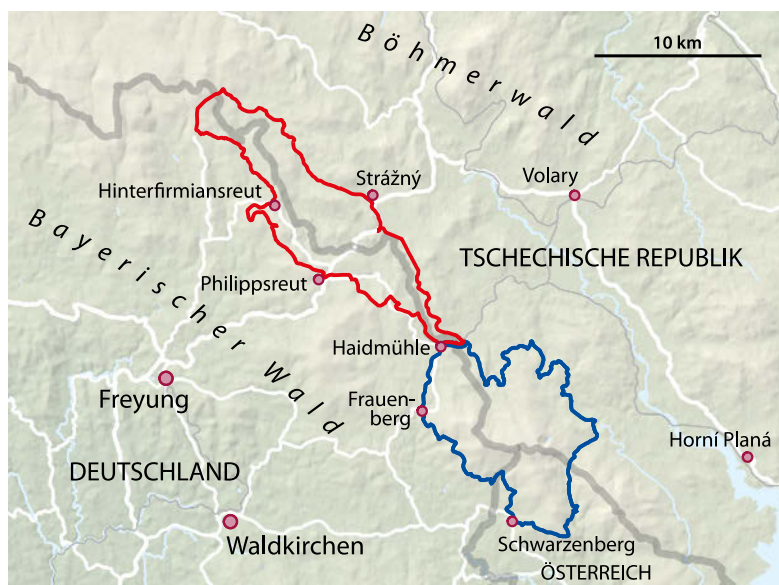 Böhmerwald
10 km
Strážný
Volary
Hinterfirmiansreut
Bayerischer Wald
TSCHECHISCHE REPUBLIK
Philippsreut
Haidmühle
Freyung
Frauen-
berg
Horní Planá
DEUTSCHLAND
Waldkirchen
Schwarzenberg
ÖSTERREICH